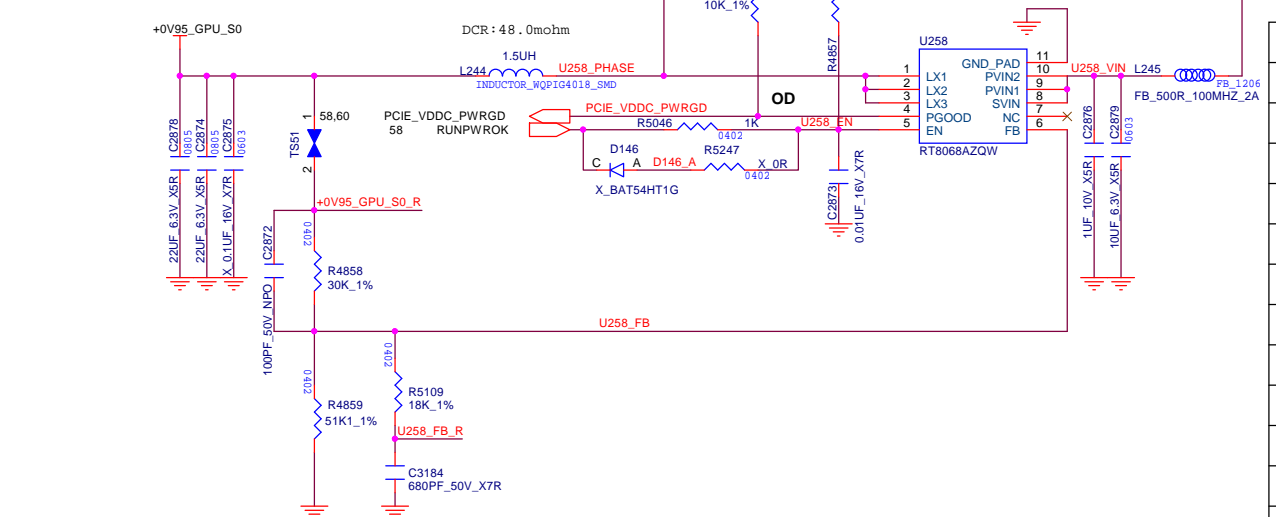 10K_1%
R4857
+0V95_GPU_S0
DCR:48.0mohm
1.5UH
L244
U258_PHASE
INDUCTOR_WQPIG4018_SMD
U258
1 LX1
2 LX2
3 LX3
4 PGOOD
5 EN
GND_PAD 11
PVIN2 10
PVIN1 9
SVIN 8
NC 7
FB 6
RT8068AZQW
U258_VIN
L245
FB_1206
FB_500R_100MHZ_2A
C2876
1UF_10V_X5R
C2879
0603
10UF_6.3V_X5R
PCIE_VDDC_PWRGD
PCIE_VDDC_PWRGD
58 RUNPWROK
OD
R5046
1K
0402
U258_EN
D146
C A
D146_A
X_BAT54HT1G
R5247
X_0R
0402
C2873
0.01UF_16V_X7R
C2878
0805
22UF_6.3V_X5R
C2874
0805
22UF_6.3V_X5R
C2875
0603
X_0.1UF_16V_X7R
1
58,60
TSS1
2
+0V95_GPU_S0_R
C2872
100PF_50V_NPO
0402
R4858
30K_1%
U258_FB
0402
R4859
51K1_1%
0402
R5109
18K_1%
U258_FB_R
C3184
680PF_50V_X7R